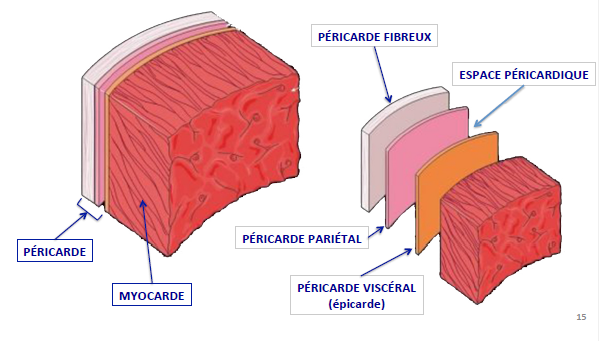 PÉRICARDE FIBREUX
ESPACE PÉRICARDIQUE
PÉRICARDE
MYOCARDE
PÉRICARDE PARIÉTAL
PÉRICARDE VISCÉRAL
(épicarde)
15